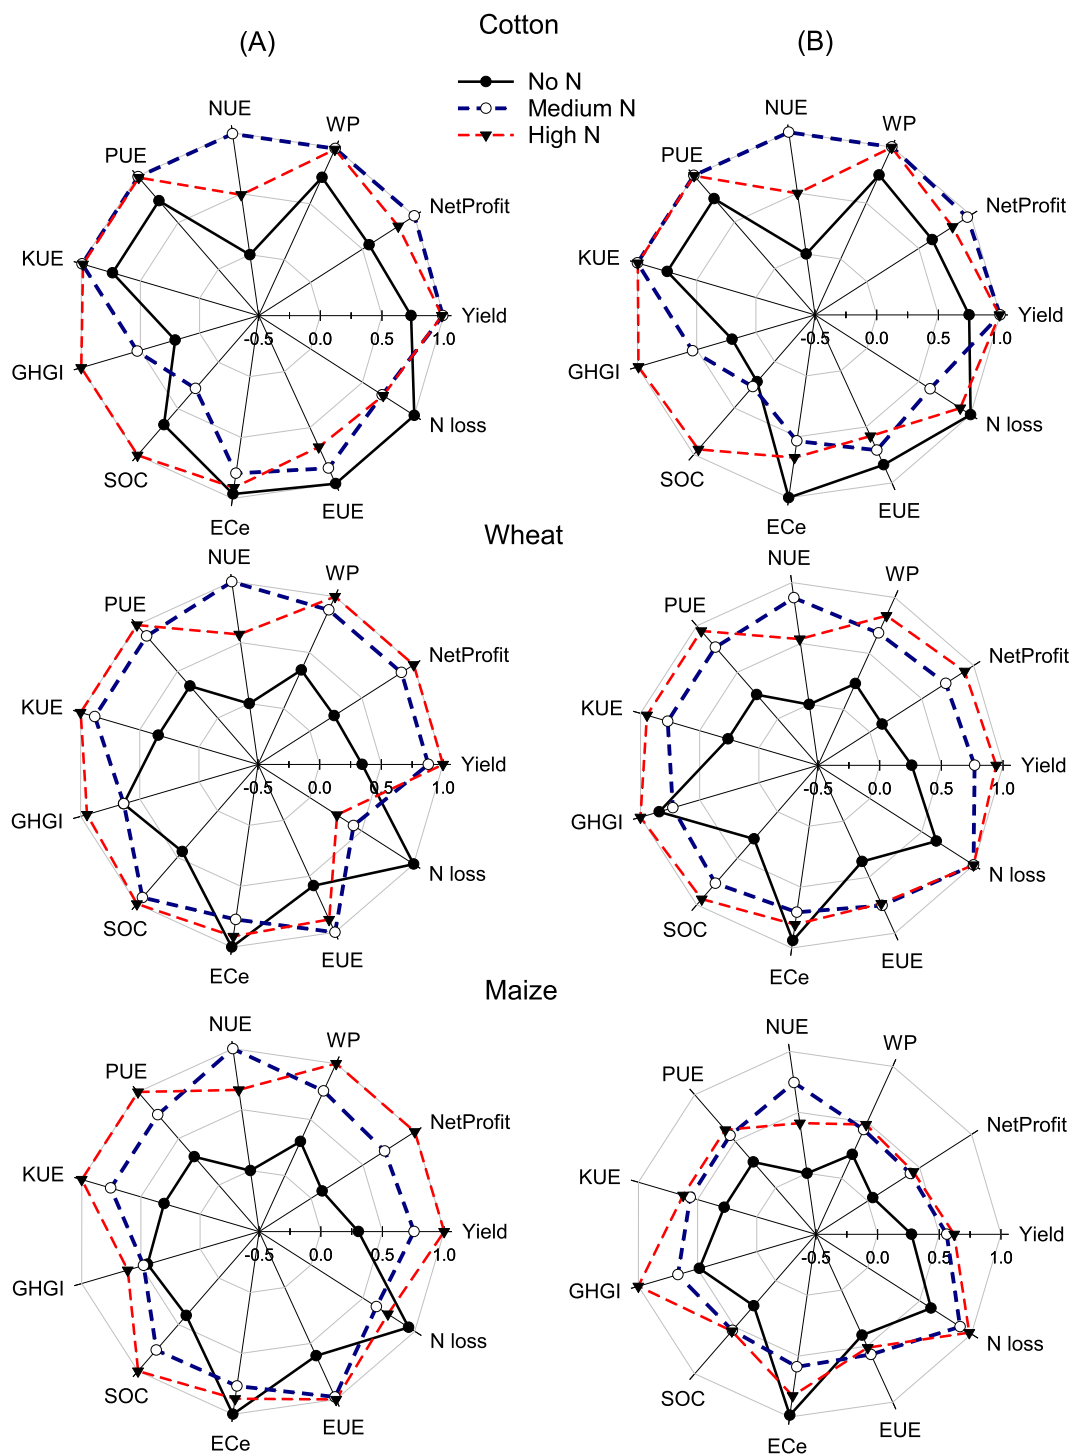 Cotton
(A)
(B)
No N
Medium N
High N
NUE
WP
PUE
NetProfit
KUE
Yield
-0.5
0.0
0.5
1.0
GHGI
N loss
SOC
EUE
ECe
NUE
WP
PUE
NetProfit
KUE
Yield
-0.5
0.0
0.5
1.0
GHGI
N loss
SOC
EUE
ECe
Wheat
NUE
WP
PUE
NetProfit
KUE
Yield
-0.5
0.0
0.5
1.0
GHGI
N loss
SOC
EUE
ECe
NUE
WP
PUE
NetProfit
KUE
Yield
-0.5
0.0
0.5
1.0
GHGI
N loss
SOC
EUE
ECe
Maize
NUE
WP
PUE
NetProfit
KUE
Yield
-0.5
0.0
0.5
1.0
GHGI
N loss
SOC
EUE
ECe
NUE
WP
PUE
NetProfit
KUE
Yield
-0.5
0.0
0.5
1.0
GHGI
N loss
SOC
EUE
ECe